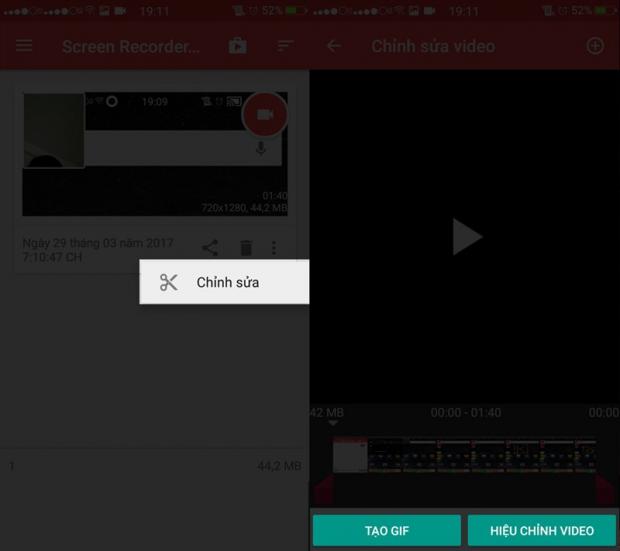 19:11
52%
Screen Recorder...
19:09
01:40
720x1280, 44,2 MB
Ngày 29 tháng 03 năm 2017
7:10:47 CH
Chỉnh sửa
1
44,2 MB
19:11
52%
Chỉnh sửa video
42 MB
00:00 - 01:40
00:00
TẠO GIF
HIỆU CHỈNH VIDEO